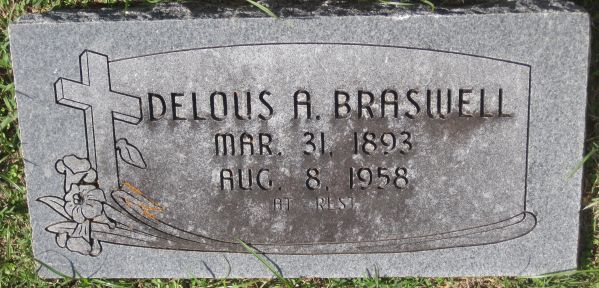 DELOUS A. BRASWELL
MAR. 31, 1893
AUG. 8, 1958
AT REST